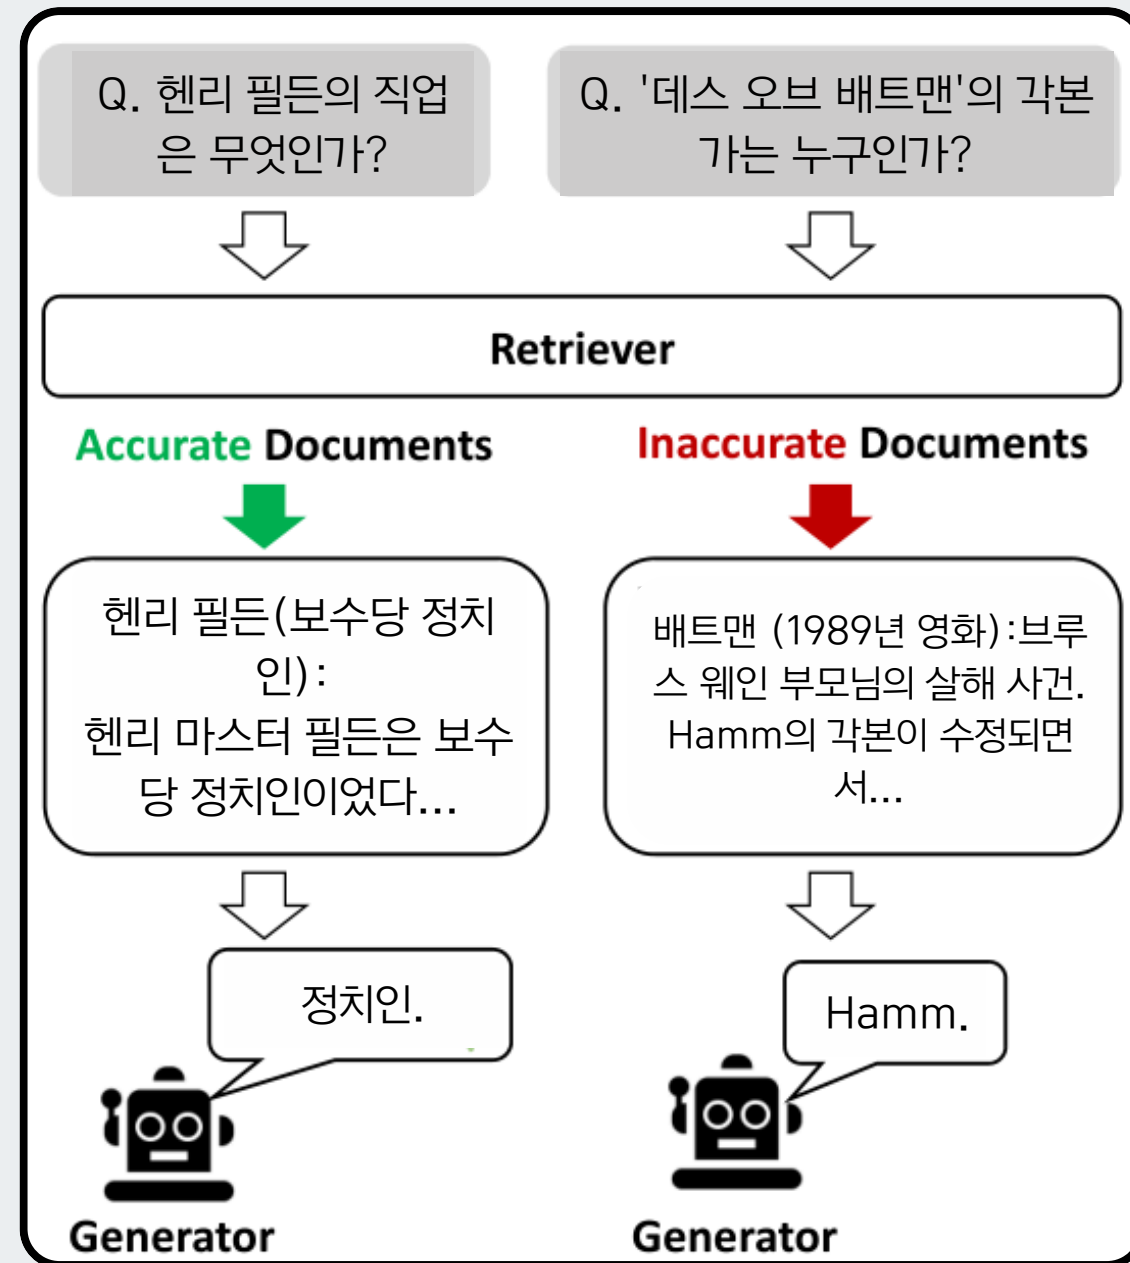 Q. 헨리 필든의 직업
은 무엇인가?
Q. '데스 오브 배트맨'의 각본
가는 누구인가?
Retriever
Accurate Documents
Inaccurate Documents
헨리 필든(보수당 정치
인):
헨리 마스터 필든은 보수
당 정치인이었다...
배트맨 (1989년 영화):브루
스 웨인 부모님의 살해 사건.
Hamm의 각본이 수정되면
서...
정치인.
Hamm.
Generator
Generator